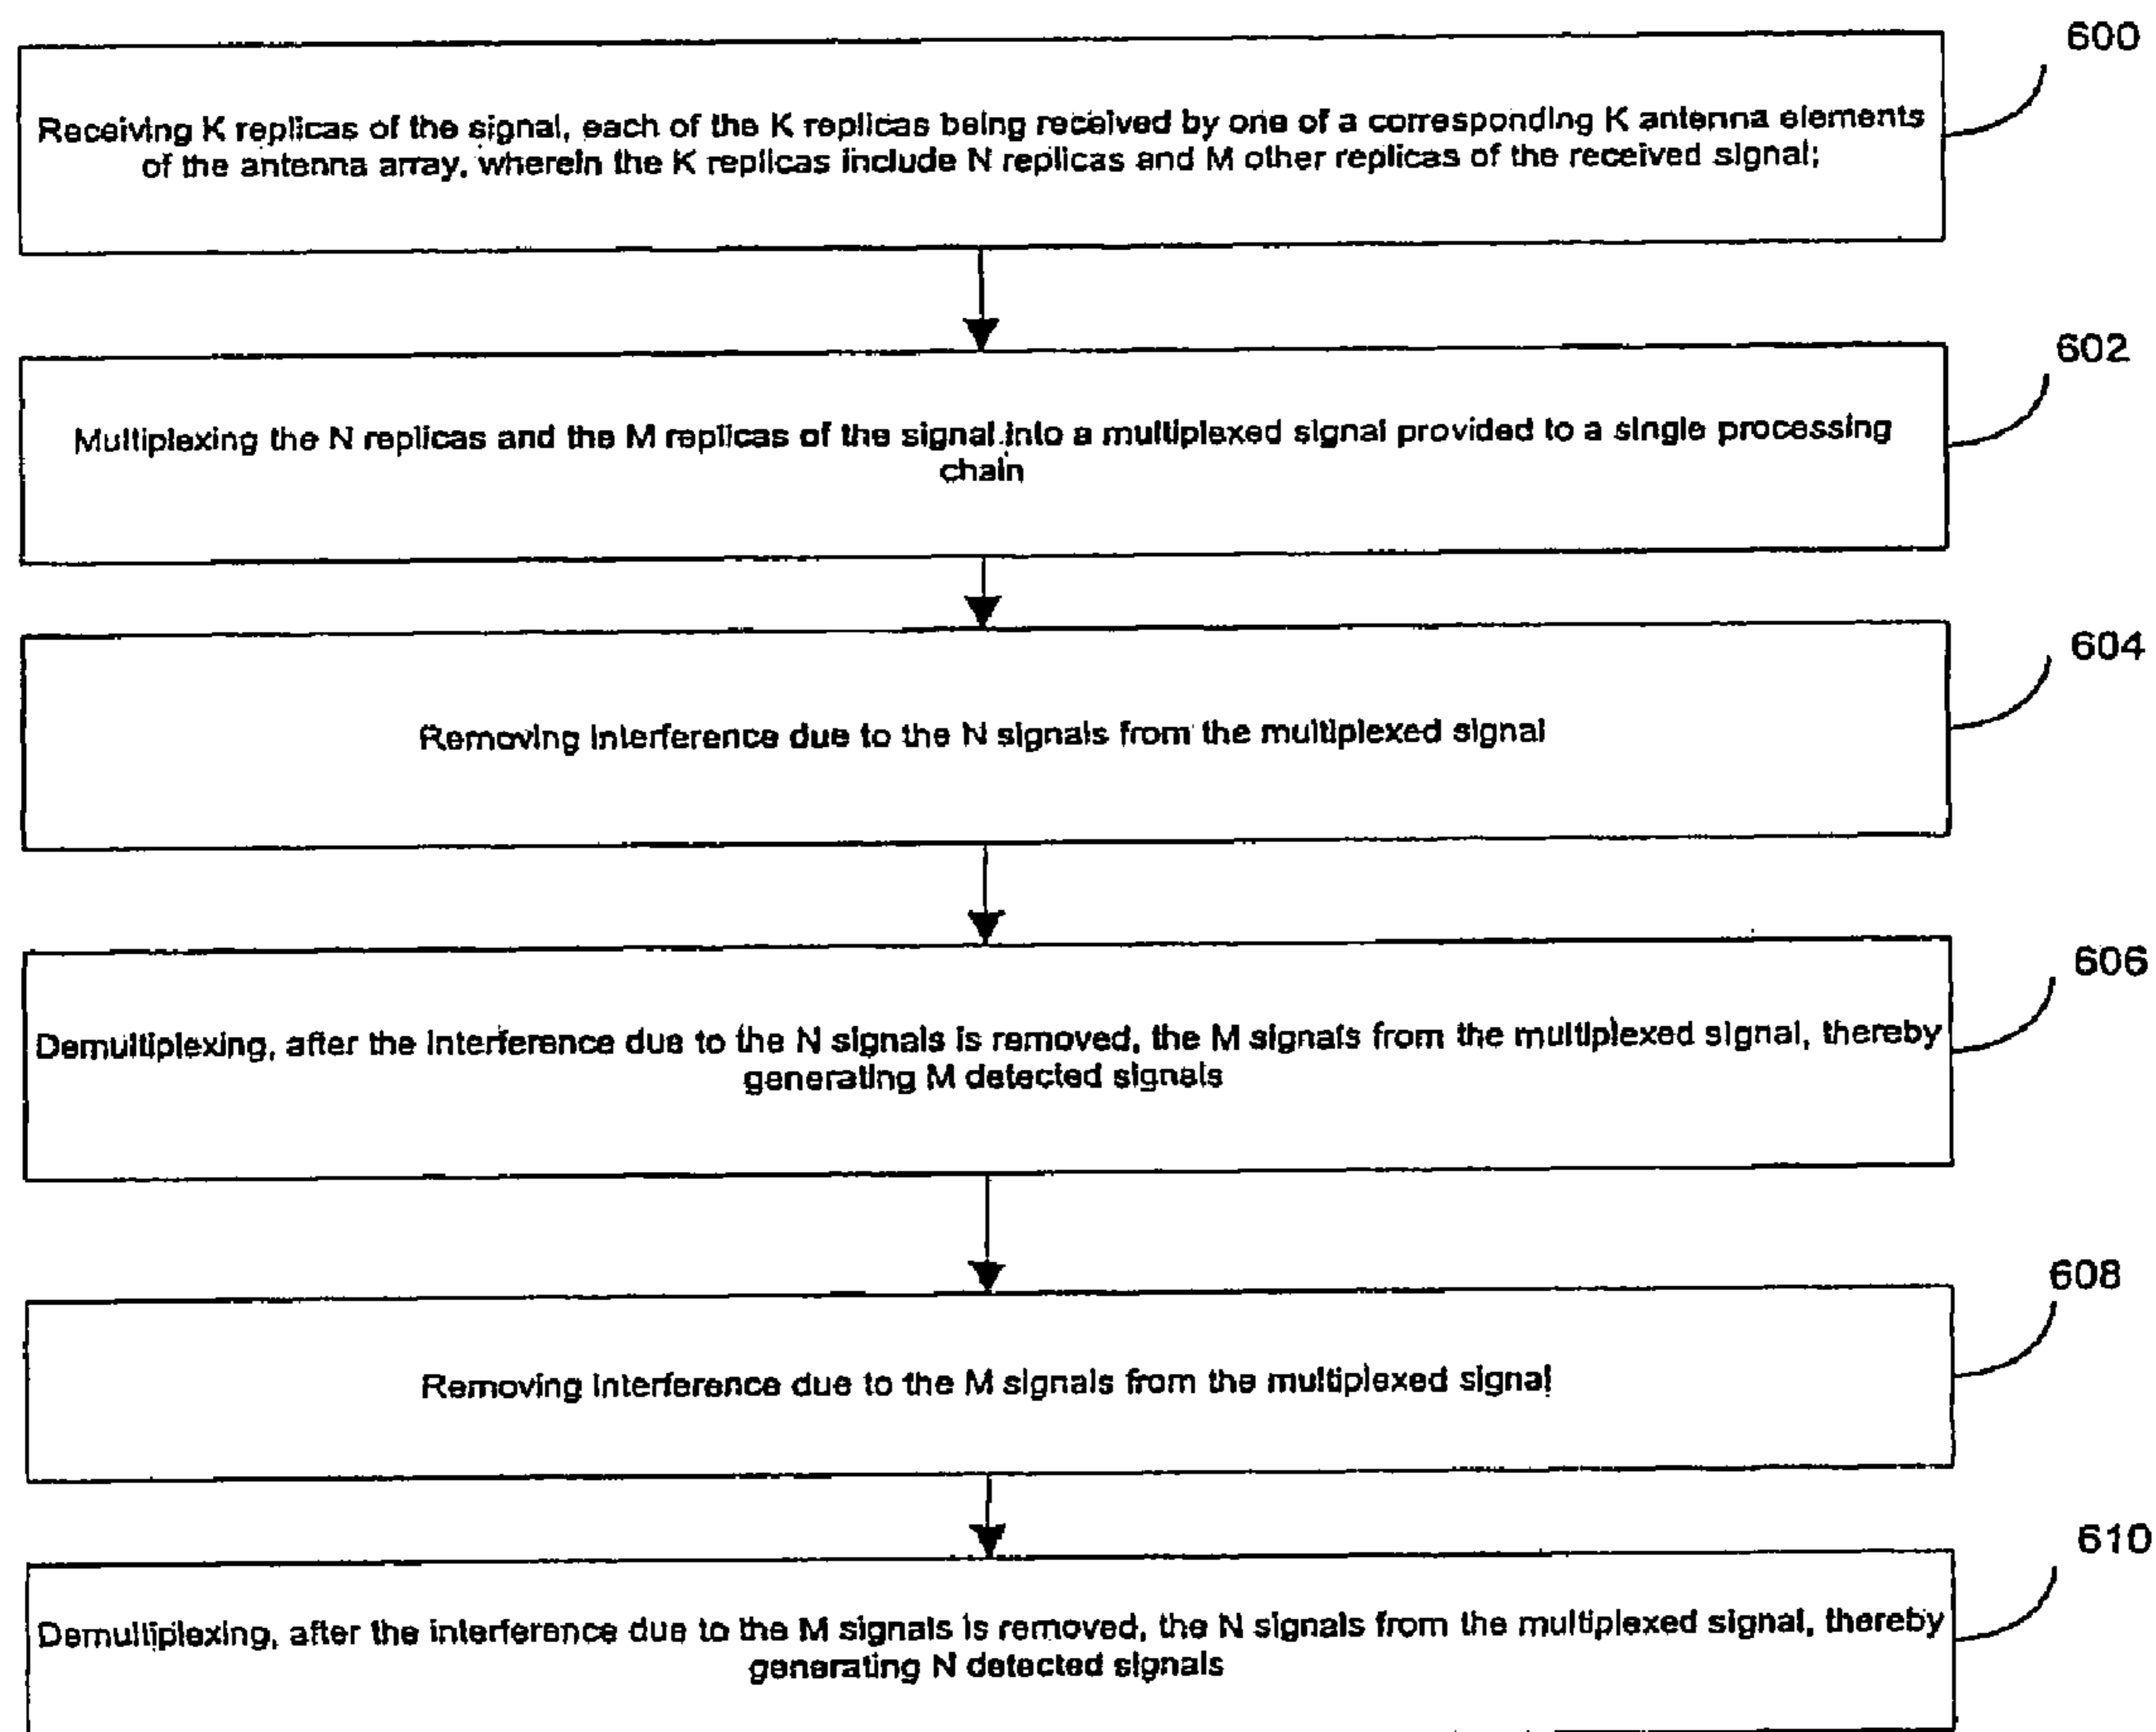 600
Receiving K replicas of the signal, each of the K replicas being received by one of a corresponding K antenna elements
of the antenna array, wherein the K replicas include N replicas and M other replicas of the received signal;
602
Multiplexing the N replicas and the M replicas of the signal into a multiplexed signal provided to a single processing
chain
604
Removing interference due to the N signals from the multiplexed signal
606
Demultiplexing, after the interference due to the N signals is removed, the M signals from the multiplexed signal, thereby
generating M detected signals
608
Removing interference due to the M signals from the multiplexed signal
610
Demultiplexing, after the interference due to the M signals is removed, the N signals from the multiplexed signal, thereby
generating N detected signals